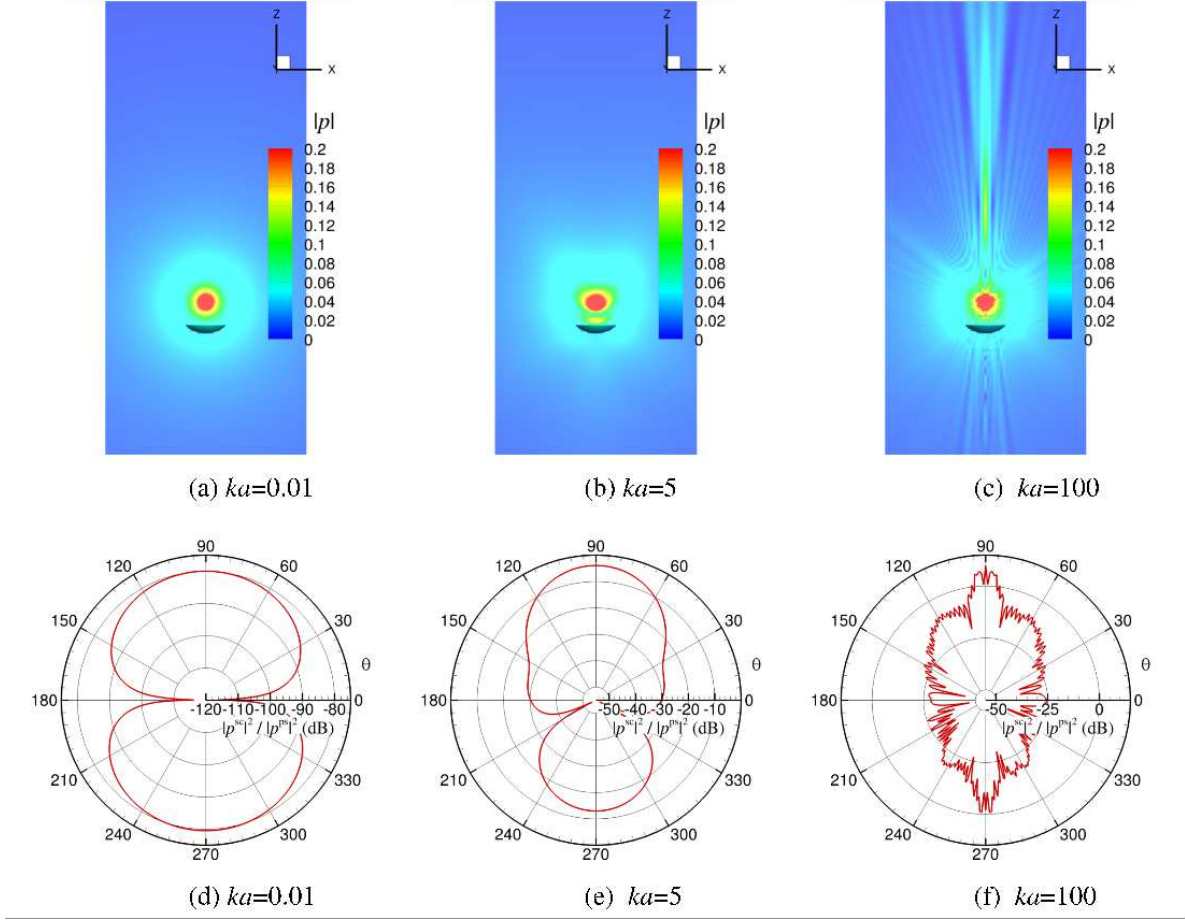 Z
X
|p|
0.2
0.18
0.16
0.14
0.12
0.1
0.08
0.06
0.04
0.02
0
(a) ka=0.01
Z
X
|p|
0.2
0.18
0.16
0.14
0.12
0.1
0.08
0.06
0.04
0.02
0
(b) ka=5
Z
X
|p|
0.2
0.18
0.16
0.14
0.12
0.1
0.08
0.06
0.04
0.02
0
(c) ka=100
90
120 60
150 30
θ
180 -120 -110 -100 -90 -80 0
|p^sc|^2 / |p^ps|^2 (dB)
210 330
240 300
270
(d) ka=0.01
90
120 60
150 30
θ
180 -50 -40 -30 -20 -10 0
|p^sc|^2 / |p^ps|^2 (dB)
210 330
240 300
270
(e) ka=5
90
120 60
150 30
θ
180 -50 -25 0 0
|p^sc|^2 / |p^ps|^2 (dB)
210 330
240 300
270
(f) ka=100